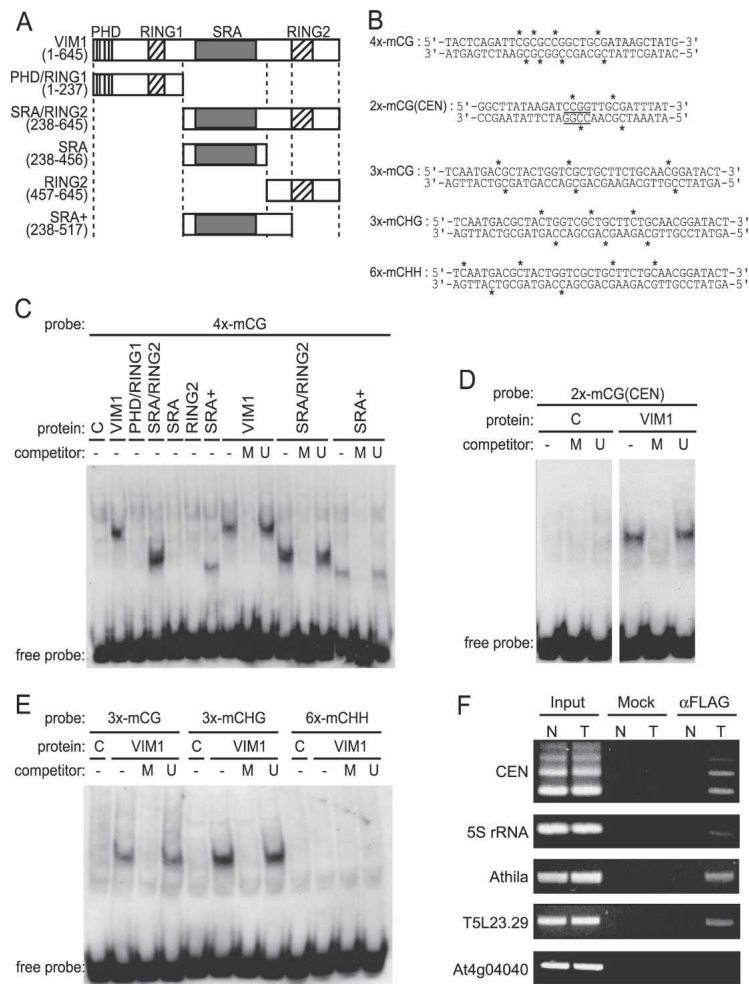 A
PHD RING1 SRA RING2
VIM1
(1-645)
PHD/RING1
(1-237)
SRA/RING2
(238-645)
SRA
(238-456)
RING2
(457-645)
SRA+
(238-517)
B
* * * *
4x-mCG : 5'-TACTCAGATTCGCGCCGGCTGCGATAAGCTATG-3'
3'-ATGAGTCTAAGCGCGGCCGACGCTATTCGATAC-5'
* * * *
* *
2x-mCG(CEN) : 5'-GGCTTATAAGATCCGGTTGCGATTTAT-3'
3'-CCGAATATTCTAGGCCAACGCTAAATA-5'
* *
* * *
3x-mCG : 5'-TCAATGACGCTACTGGTCGCTGCTTCTGCAACGGATACT-3'
3'-AGTTACTGCGATGACCAGCGACGAAGACGTTGCCTATGA-5'
* * *
* * *
3x-mCHG : 5'-TCAATGACGCTACTGGTCGCTGCTTCTGCAACGGATACT-3'
3'-AGTTACTGCGATGACCAGCGACGAAGACGTTGCCTATGA-5'
* * *
* * * *
6x-mCHH : 5'-TCAATGACGCTACTGGTCGCTGCTTCTGCAACGGATACT-3'
3'-AGTTACTGCGATGACCAGCGACGAAGACGTTGCCTATGA-5'
* *
C
probe: 4x-mCG
protein: C VIM1 PHD/RING1 SRA/RING2 SRA RING2 SRA+ VIM1 SRA/RING2 SRA+
competitor: - - - - - - - - M U - M U - M U
free probe:
D
probe: 2x-mCG(CEN)
protein: C VIM1
competitor: - M U - M U
free probe:
E
probe: 3x-mCG 3x-mCHG 6x-mCHH
protein: C VIM1 C VIM1 C VIM1
competitor: - - M U - - M U - - M U
free probe:
F
Input Mock αFLAG
N T N T N T
CEN
5S rRNA
Athila
T5L23.29
At4g04040